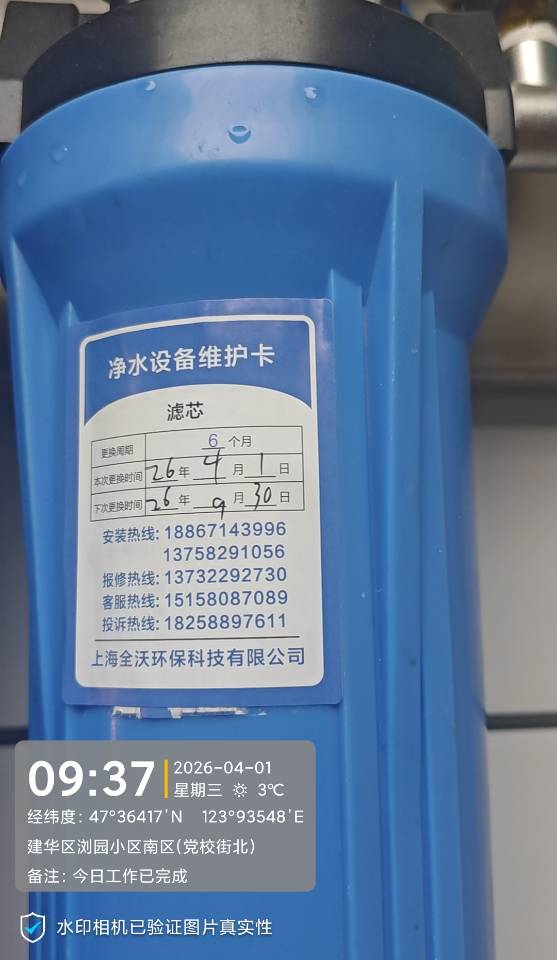 净水设备维护卡
滤芯
更换周期 6 个月
本次更换时间 26 年 4 月 1 日
下次更换时间 26 年 9 月 30 日
安装热线: 18867143996
13758291056
报修热线: 13732292730
客服热线: 15158087089
投诉热线: 18258897611
上海全沃环保科技有限公司
09:37
2026-04-01
星期三 3℃
经纬度: 47°36417'N 123°93548'E
建华区浏园小区南区(党校街北)
备注: 今日工作已完成
水印相机已验证图片真实性